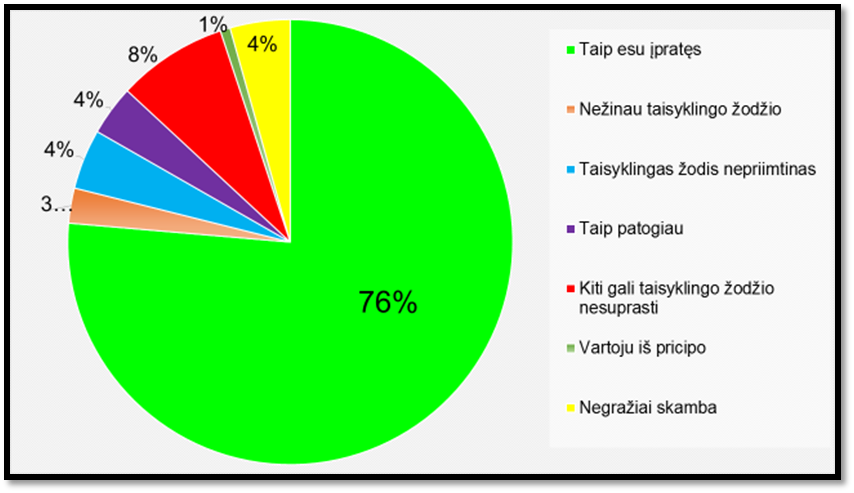 1%
4%
8%
4%
4%
3...
76%
Taip esu įpratęs
Nežinau taisyklingo žodžio
Taisyklingas žodis nepriimtinas
Taip patogiau
Kiti gali taisyklingo žodžio
nesuprasti
Vartoju iš pricipo
Negražiai skamba